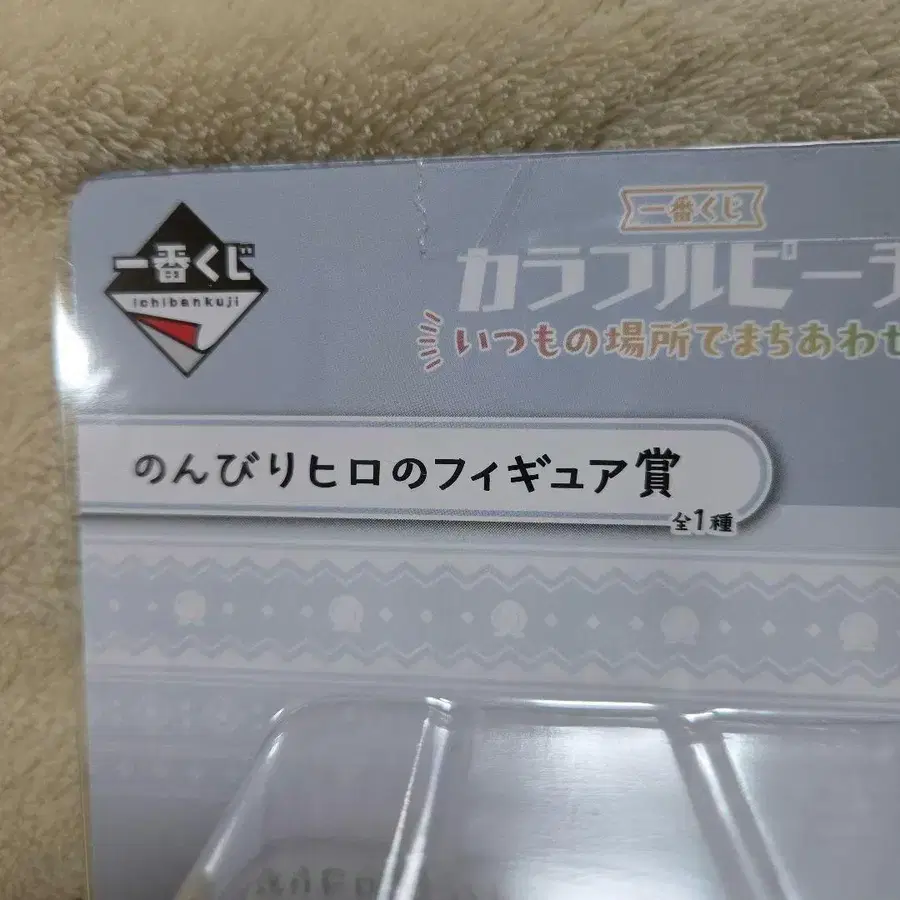 一番くじ
ichibankuji
一番くじ
カラフルピーチ
いつもの場所でまちあわせ
のんびりヒロのフィギュア賞
全1種